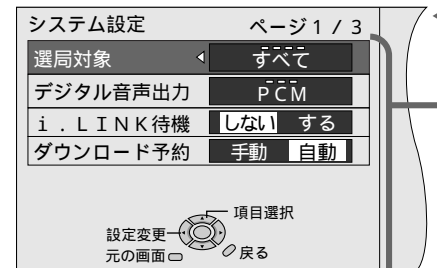 システム設定 ページ1 / 3
選局対象 すべて
デジタル音声出力 PCM
i.LINK待機 しない する
ダウンロード予約 手動 自動
項目選択
設定変更
元の画面 戻る